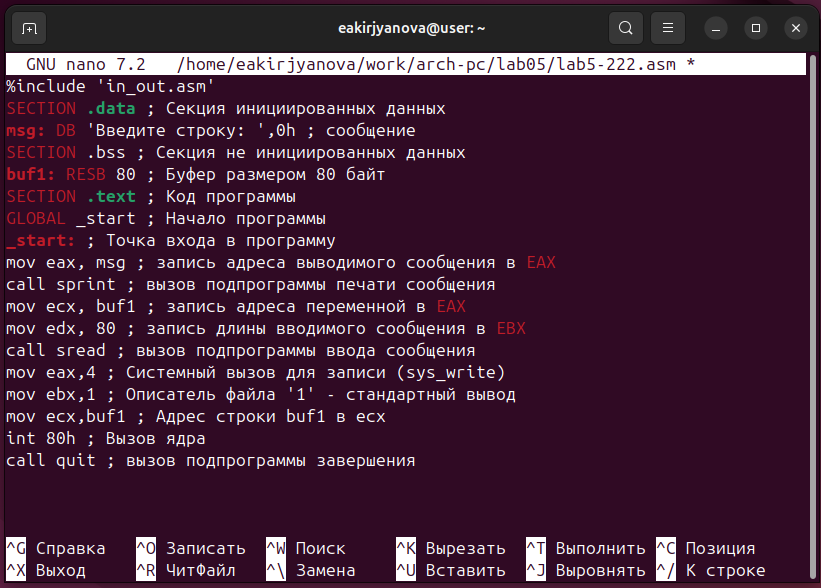 eakirjyanova@user: ~
GNU nano 7.2 /home/eakirjyanova/work/arch-pc/lab05/lab5-222.asm *
%include 'in_out.asm'
SECTION .data ; Секция инициированных данных
msg: DB 'Введите строку: ',0h ; сообщение
SECTION .bss ; Секция не инициированных данных
buf1: RESB 80 ; Буфер размером 80 байт
SECTION .text ; Код программы
GLOBAL _start ; Начало программы
_start: ; Точка входа в программу
mov eax, msg ; запись адреса выводимого сообщения в EAX
call sprint ; вызов подпрограммы печати сообщения
mov ecx, buf1 ; запись адреса переменной в EAX
mov edx, 80 ; запись длины вводимого сообщения в EBX
call sread ; вызов подпрограммы ввода сообщения
mov eax,4 ; Системный вызов для записи (sys_write)
mov ebx,1 ; Описатель файла '1' - стандартный вывод
mov ecx,buf1 ; Адрес строки buf1 в ecx
int 80h ; Вызов ядра
call quit ; вызов подпрограммы завершения
^G Справка ^O Записать ^W Поиск ^K Вырезать ^T Выполнить ^C Позиция
^X Выход ^R ЧитФайл ^\ Замена ^U Вставить ^J Выровнять ^/ К строке